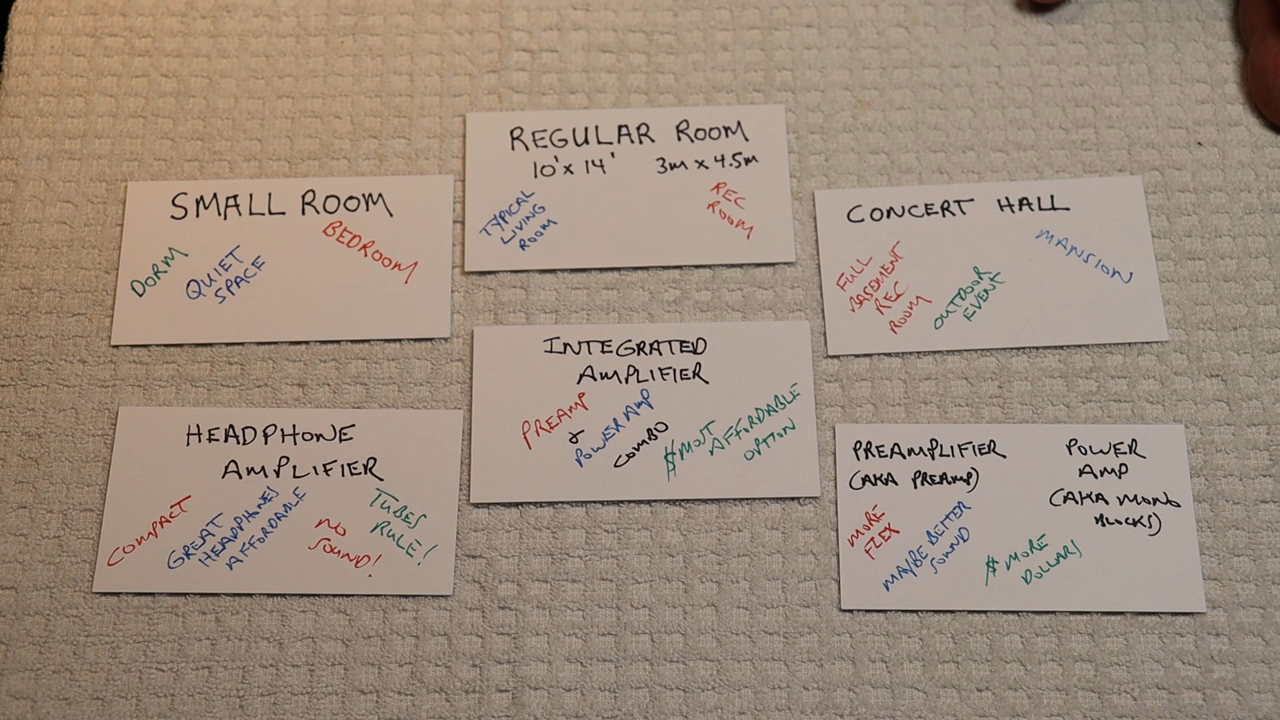 SMALL ROOM
DORM
QUIET
SPACE
BEDROOM
REGULAR ROOM
10' x 14' 3m x 4.5m
TYPICAL
LIVING
ROOM
REC
ROOM
CONCERT HALL
FULL
BASEMENT
REC
ROOM
OUTDOOR
EVENT
MANSION
HEADPHONE
AMPLIFIER
COMPACT
GREAT
HEADPHONES
AFFORDABLE
NO
SOUND!
TUBES
RULE!
INTEGRATED
AMPLIFIER
PREAMP
&
POWER AMP
COMBO
$ MOST
AFFORDABLE
OPTION
PREAMPLIFIER
(AKA PREAMP)
MORE
FLEX
MAYBE BETTER
SOUND
$ MORE
DOLLARS
POWER
AMP
(AKA MONO
BLOCKS)